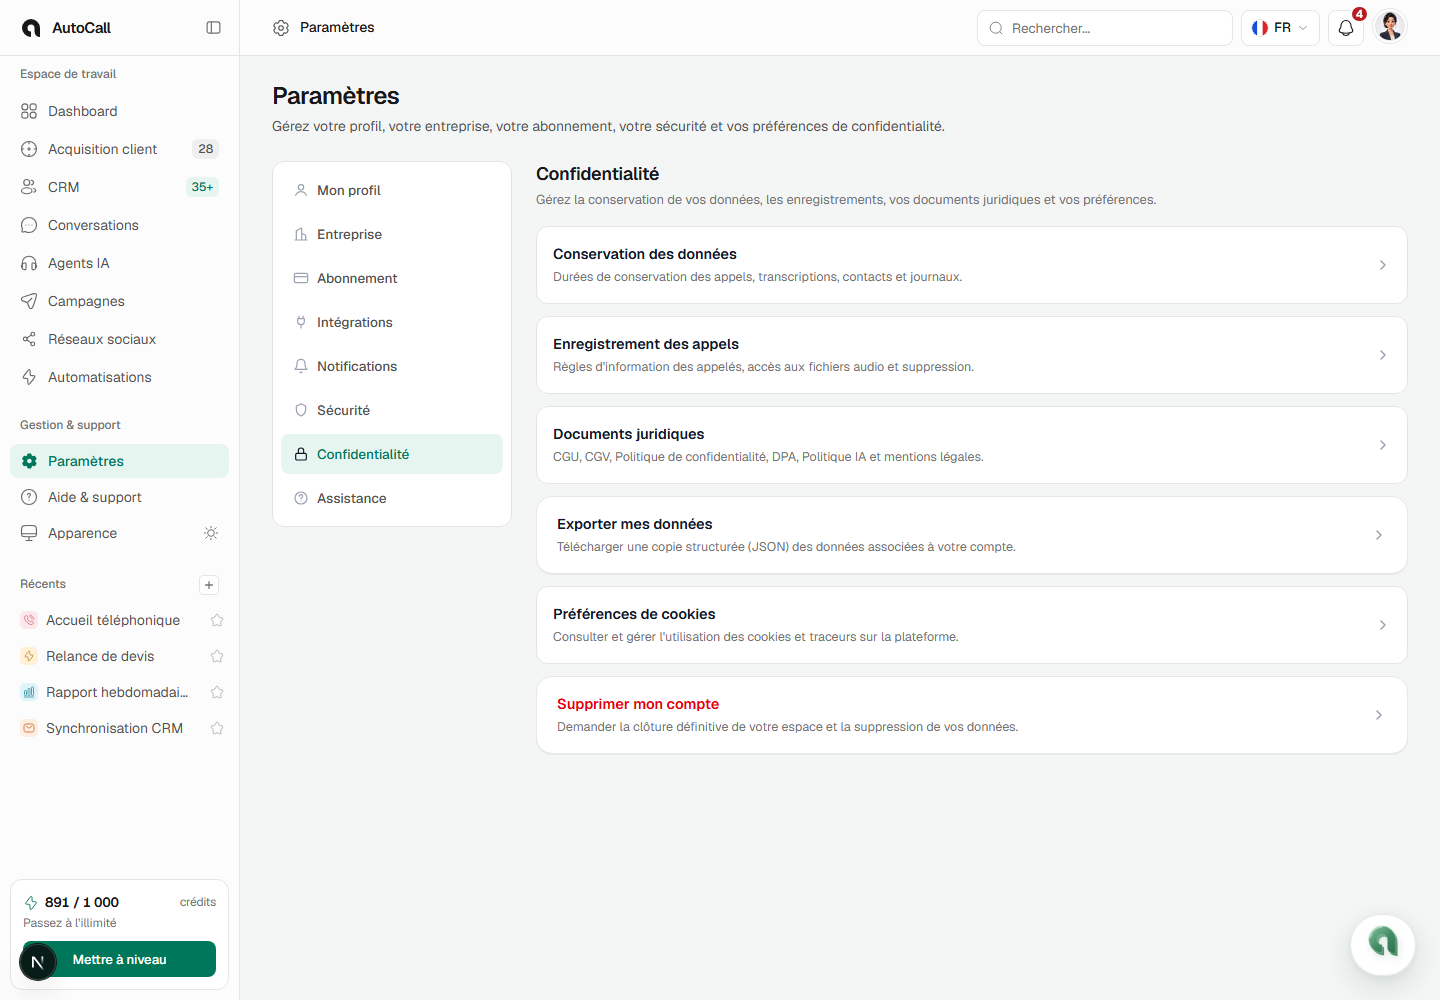 AutoCall
Espace de travail
Dashboard
Acquisition client 28
CRM 35+
Conversations
Agents IA
Campagnes
Réseaux sociaux
Automatisations
Gestion & support
Paramètres
Aide & support
Apparence
Récents
Accueil téléphonique
Relance de devis
Rapport hebdomadai...
Synchronisation CRM
891 / 1 000 crédits
Passez à l'illimité
N Mettre à niveau
Paramètres
Rechercher...
FR
4
Paramètres
Gérez votre profil, votre entreprise, votre abonnement, votre sécurité et vos préférences de confidentialité.
Mon profil
Entreprise
Abonnement
Intégrations
Notifications
Sécurité
Confidentialité
Assistance
Confidentialité
Gérez la conservation de vos données, les enregistrements, vos documents juridiques et vos préférences.
Conservation des données
Durées de conservation des appels, transcriptions, contacts et journaux.
Enregistrement des appels
Règles d'information des appelés, accès aux fichiers audio et suppression.
Documents juridiques
CGU, CGV, Politique de confidentialité, DPA, Politique IA et mentions légales.
Exporter mes données
Télécharger une copie structurée (JSON) des données associées à votre compte.
Préférences de cookies
Consulter et gérer l'utilisation des cookies et traceurs sur la plateforme.
Supprimer mon compte
Demander la clôture définitive de votre espace et la suppression de vos données.